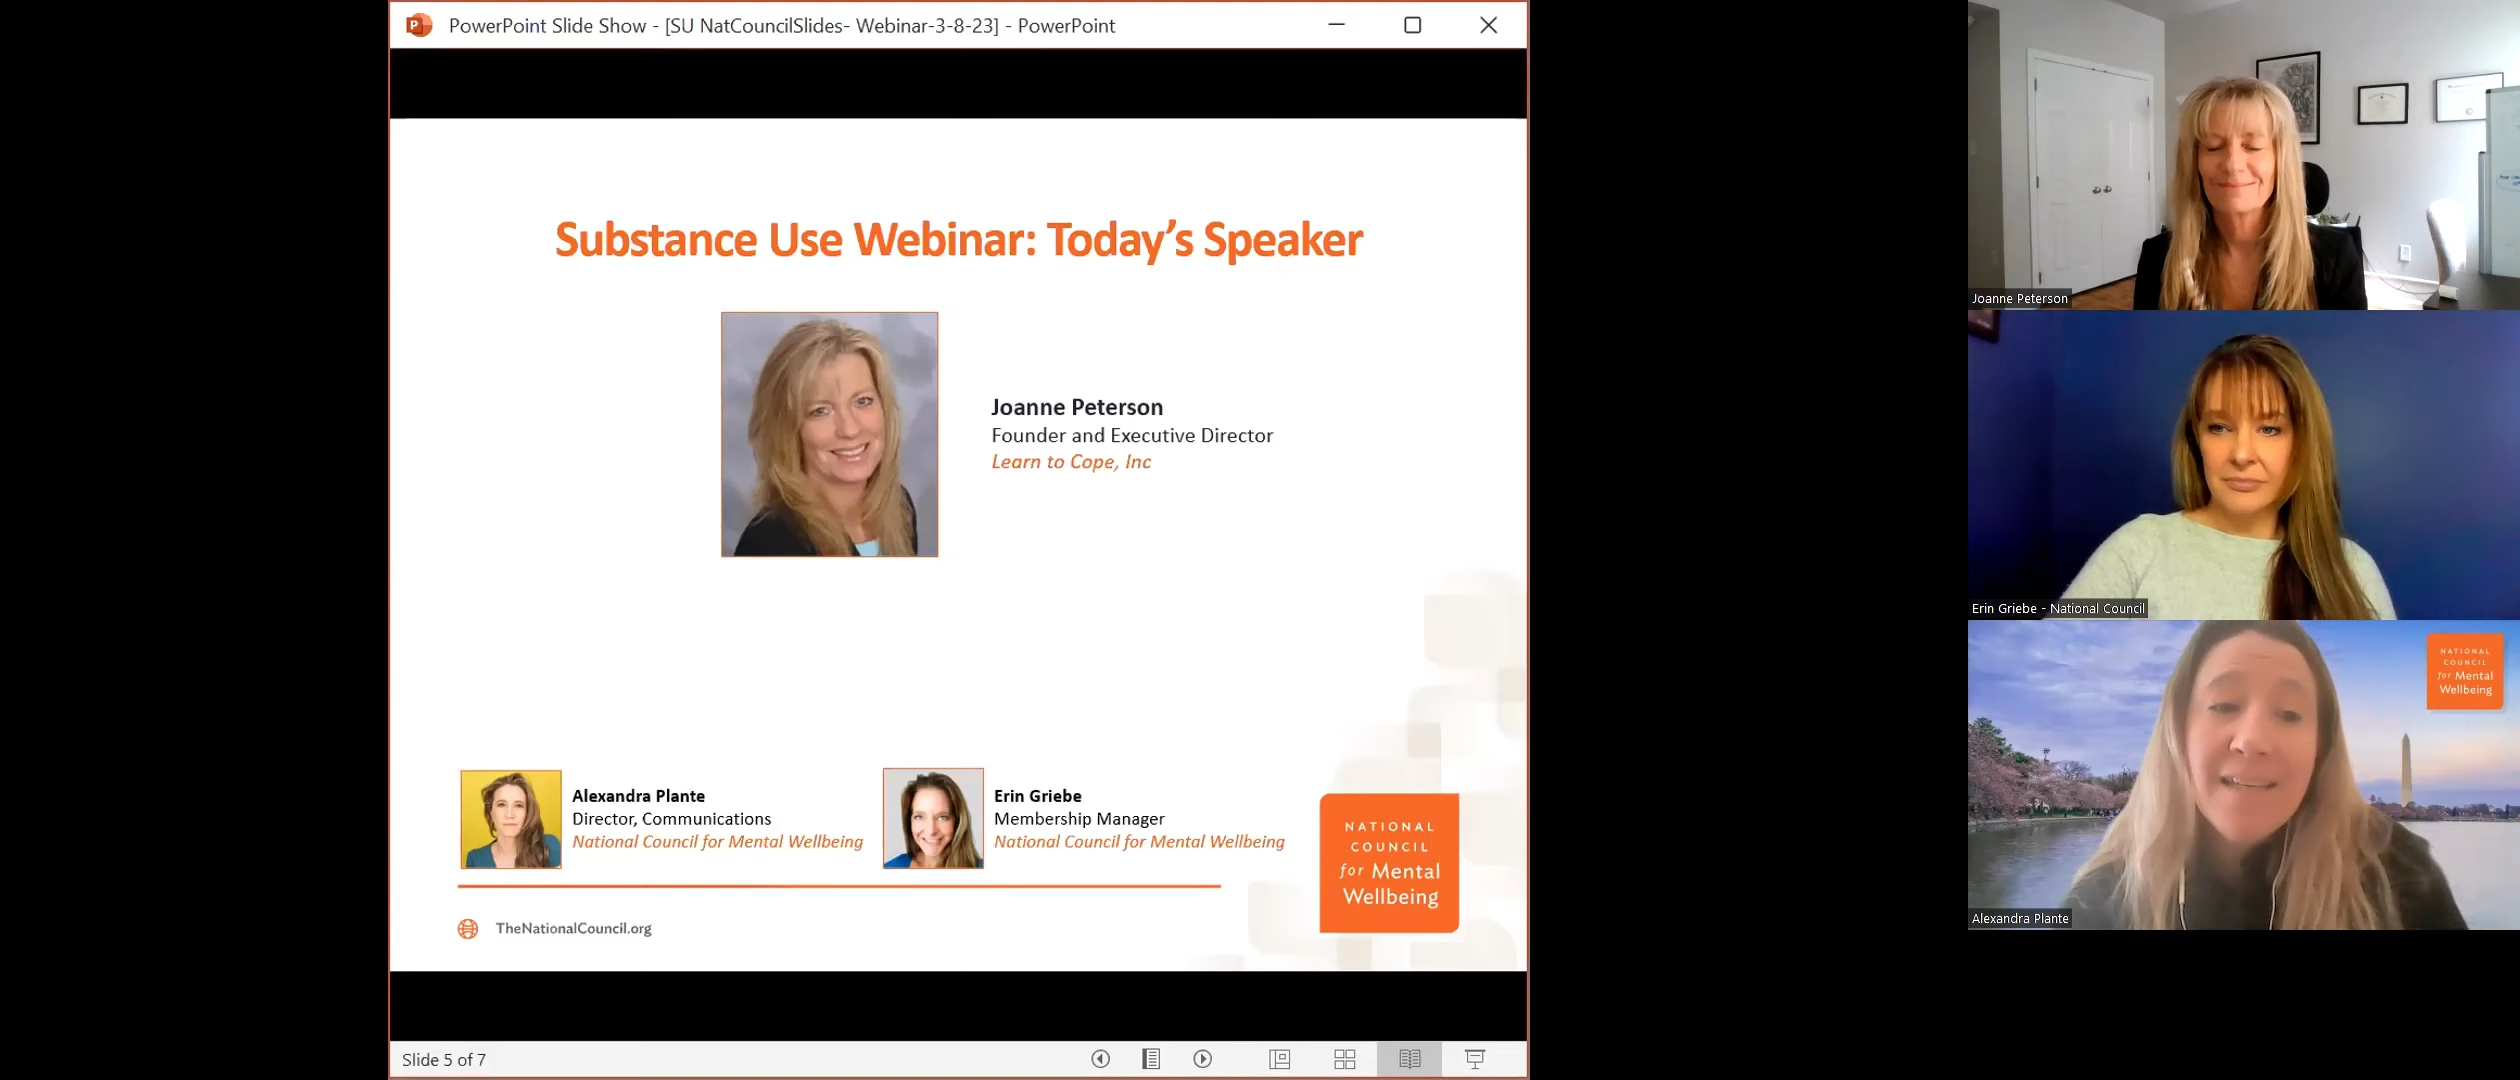 PowerPoint Slide Show - [SU NatCouncilSlides- Webinar-3-8-23] - PowerPoint
Substance Use Webinar: Today's Speaker
Joanne Peterson
Founder and Executive Director
Learn to Cope, Inc
Alexandra Plante
Director, Communications
National Council for Mental Wellbeing
Erin Griebe
Membership Manager
National Council for Mental Wellbeing
NATIONAL
COUNCIL
for Mental
Wellbeing
TheNationalCouncil.org
Slide 5 of 7
Joanne Peterson
Erin Griebe - National Council
NATIONAL
COUNCIL
for Mental
Wellbeing
Alexandra Plante